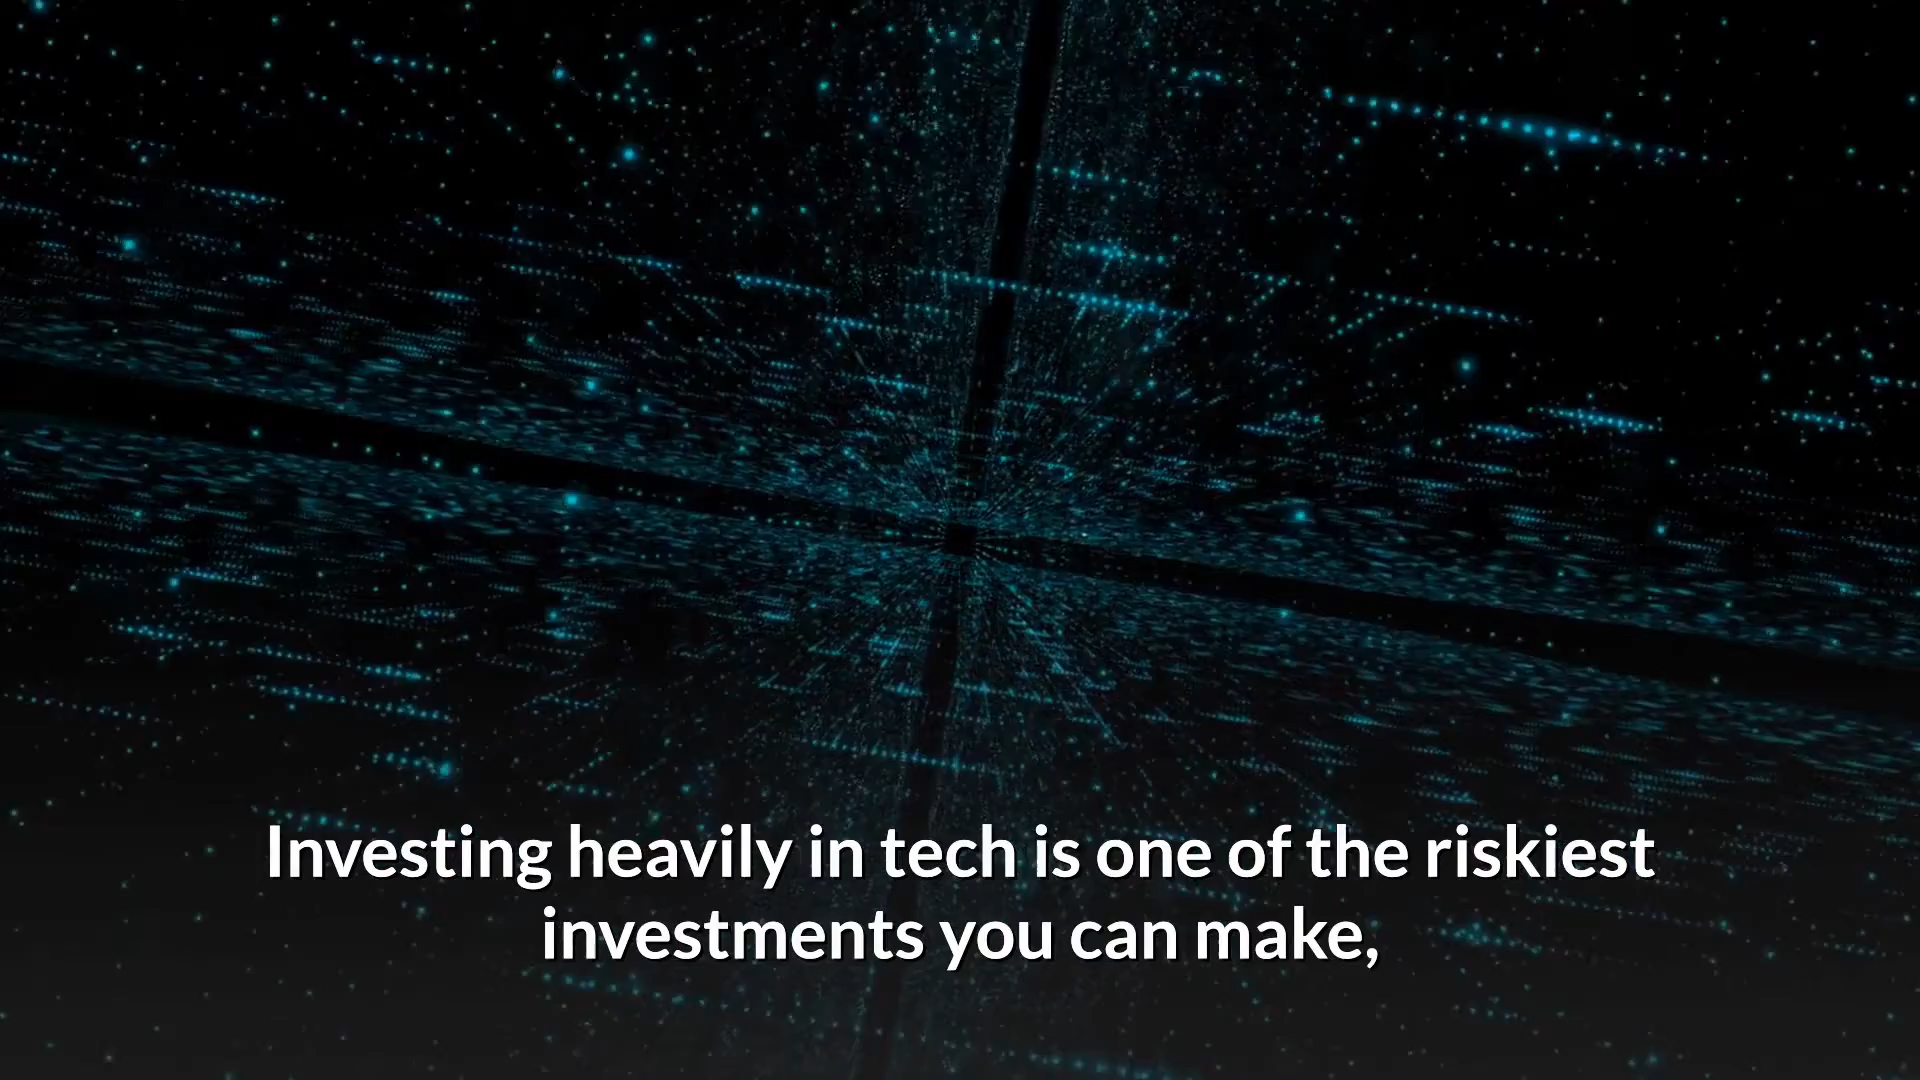 Investing heavily in tech is one of the riskiest
investments you can make,